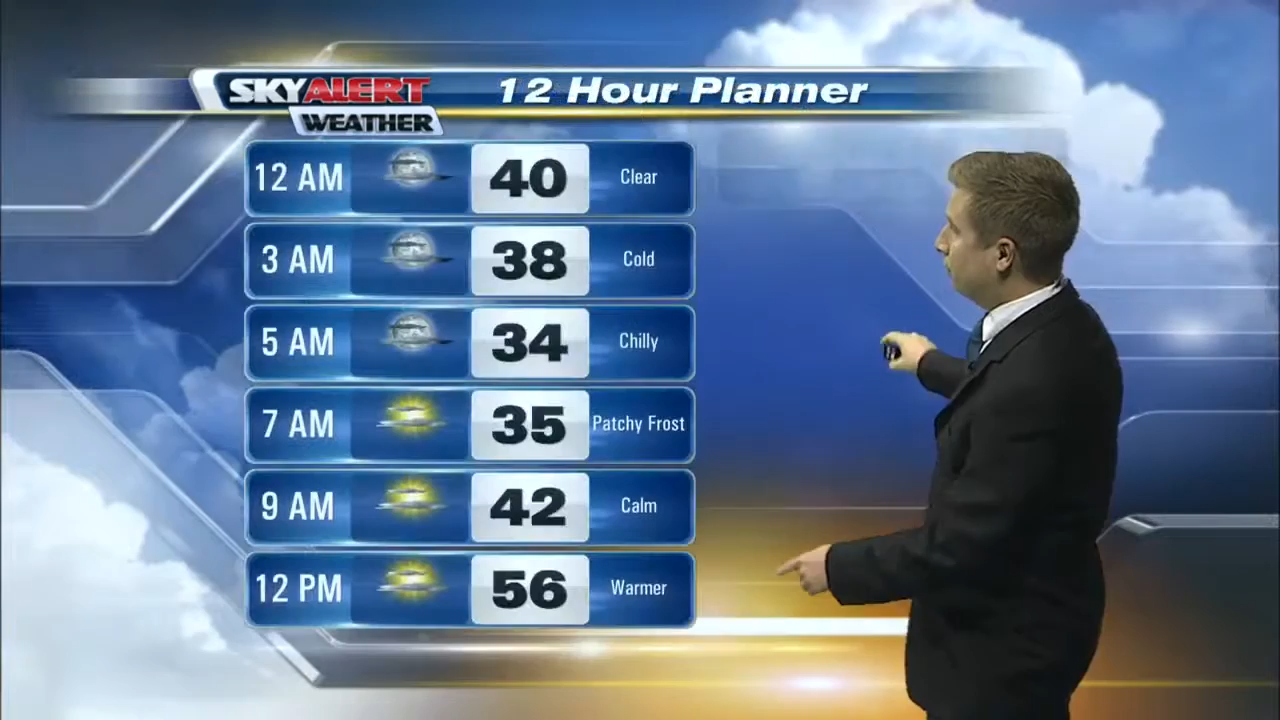 SKYALERT 12 Hour Planner
WEATHER
12 AM 40 Clear
3 AM 38 Cold
5 AM 34 Chilly
7 AM 35 Patchy Frost
9 AM 42 Calm
12 PM 56 Warmer